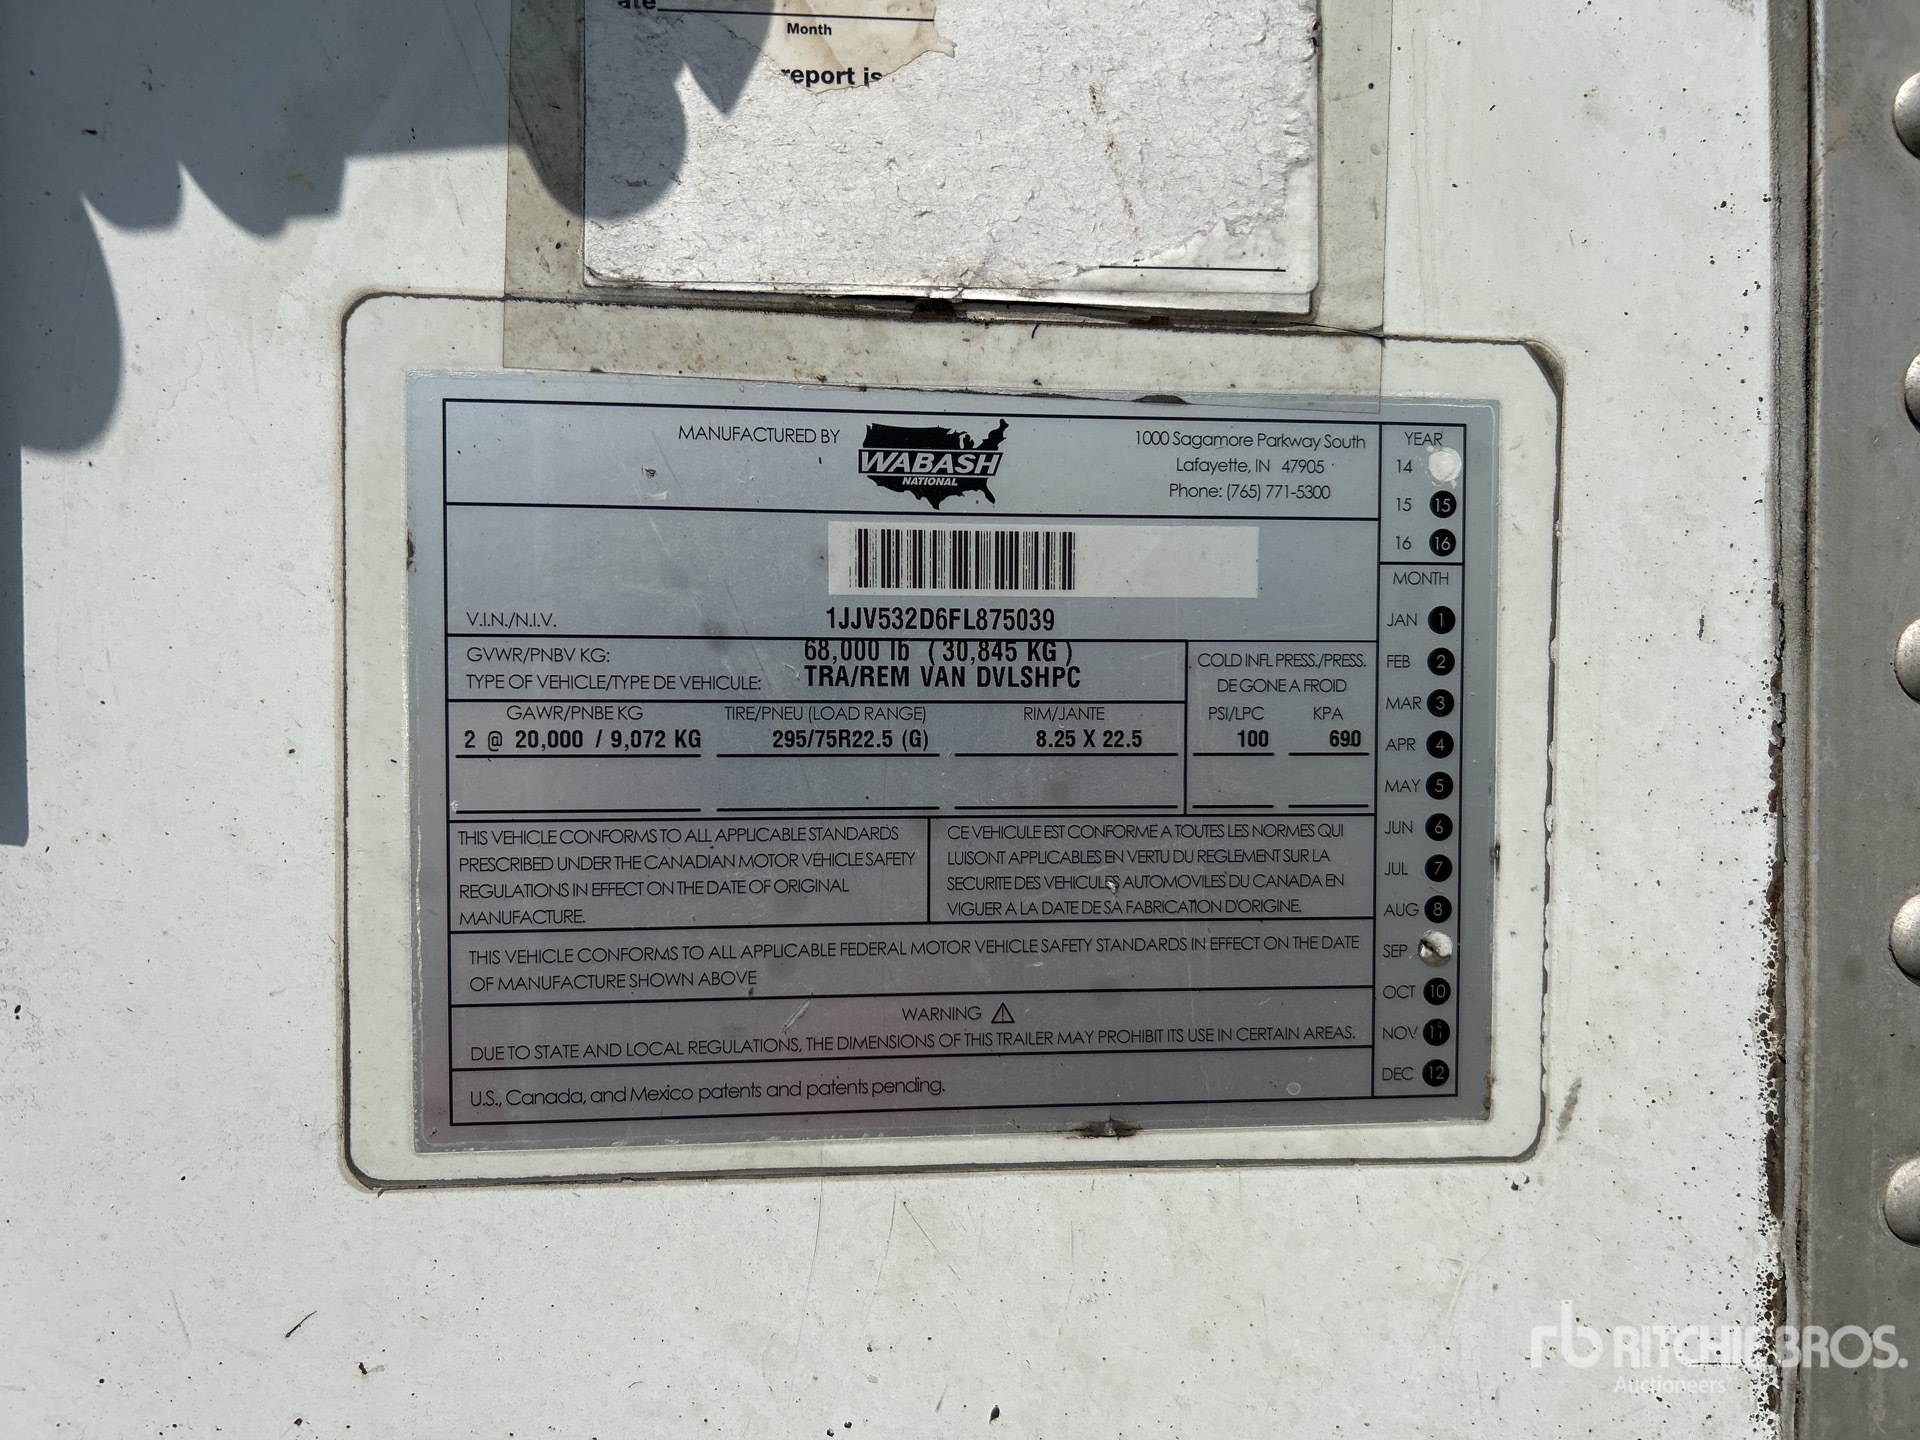 ate
Month
report is
MANUFACTURED BY
WABASH
NATIONAL
1000 Sagamore Parkway South
Lafayette, IN 47905
Phone: (765) 771-5300
YEAR
14
15 15
16 16
V.I.N./N.I.V. 1JJV532D6FL875039
GVWR/PNBV KG: 68,000 lb ( 30,845 KG )
TYPE OF VEHICLE/TYPE DE VEHICULE: TRA/REM VAN DVLSHPC
COLD INFL PRESS./PRESS.
DE GONE A FROID
GAWR/PNBE KG TIRE/PNEU (LOAD RANGE) RIM/JANTE PSI/LPC KPA
2 @ 20,000 / 9,072 KG 295/75R22.5 (G) 8.25 X 22.5 100 690
THIS VEHICLE CONFORMS TO ALL APPLICABLE STANDARDS
PRESCRIBED UNDER THE CANADIAN MOTOR VEHICLE SAFETY
REGULATIONS IN EFFECT ON THE DATE OF ORIGINAL
MANUFACTURE.
CE VEHICULE EST CONFORME A TOUTES LES NORMES QUI
LUISONT APPLICABLES EN VERTU DU REGLEMENT SUR LA
SECURITE DES VEHICULES AUTOMOVILES DU CANADA EN
VIGUER A LA DATE DE SA FABRICATION D'ORIGINE.
THIS VEHICLE CONFORMS TO ALL APPLICABLE FEDERAL MOTOR VEHICLE SAFETY STANDARDS IN EFFECT ON THE DATE
OF MANUFACTURE SHOWN ABOVE
WARNING
DUE TO STATE AND LOCAL REGULATIONS, THE DIMENSIONS OF THIS TRAILER MAY PROHIBIT ITS USE IN CERTAIN AREAS.
U.S., Canada, and Mexico patents and patents pending.
MONTH
JAN 1
FEB 2
MAR 3
APR 4
MAY 5
JUN 6
JUL 7
AUG 8
SEP
OCT 10
NOV 11
DEC 12
rb RITCHIE BROS.
Auctioneers